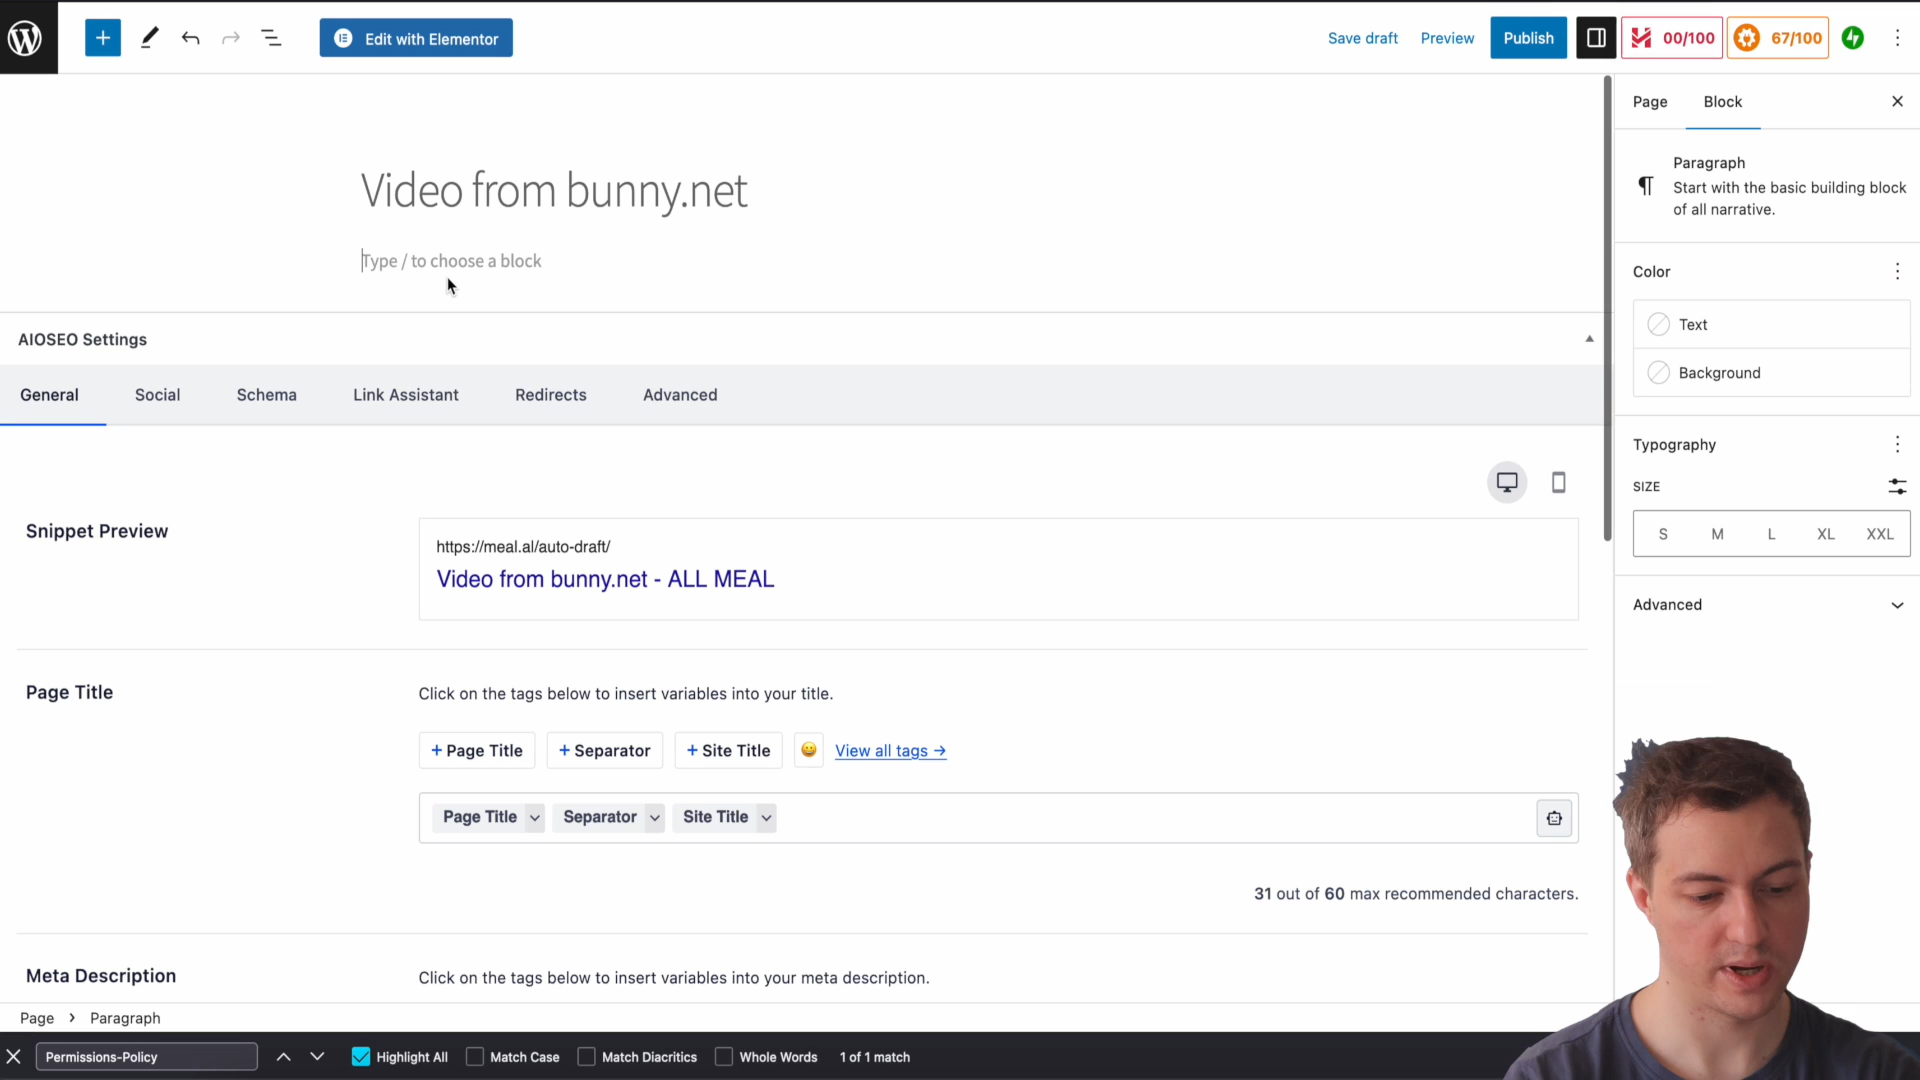 Edit with Elementor
Save draft
Preview
Publish
00/100
67/100
Video from bunny.net
Type / to choose a block
AIOSEO Settings
General
Social
Schema
Link Assistant
Redirects
Advanced
Snippet Preview
https://meal.al/auto-draft/
Video from bunny.net - ALL MEAL
Page Title
Click on the tags below to insert variables into your title.
+ Page Title
+ Separator
+ Site Title
View all tags →
Page Title
Separator
Site Title
31 out of 60 max recommended characters.
Meta Description
Click on the tags below to insert variables into your meta description.
Page
Block
Paragraph
Start with the basic building block
of all narrative.
Color
Text
Background
Typography
SIZE
S M L XL XXL
Advanced
Page > Paragraph
Permissions-Policy
Highlight All
Match Case
Match Diacritics
Whole Words
1 of 1 match